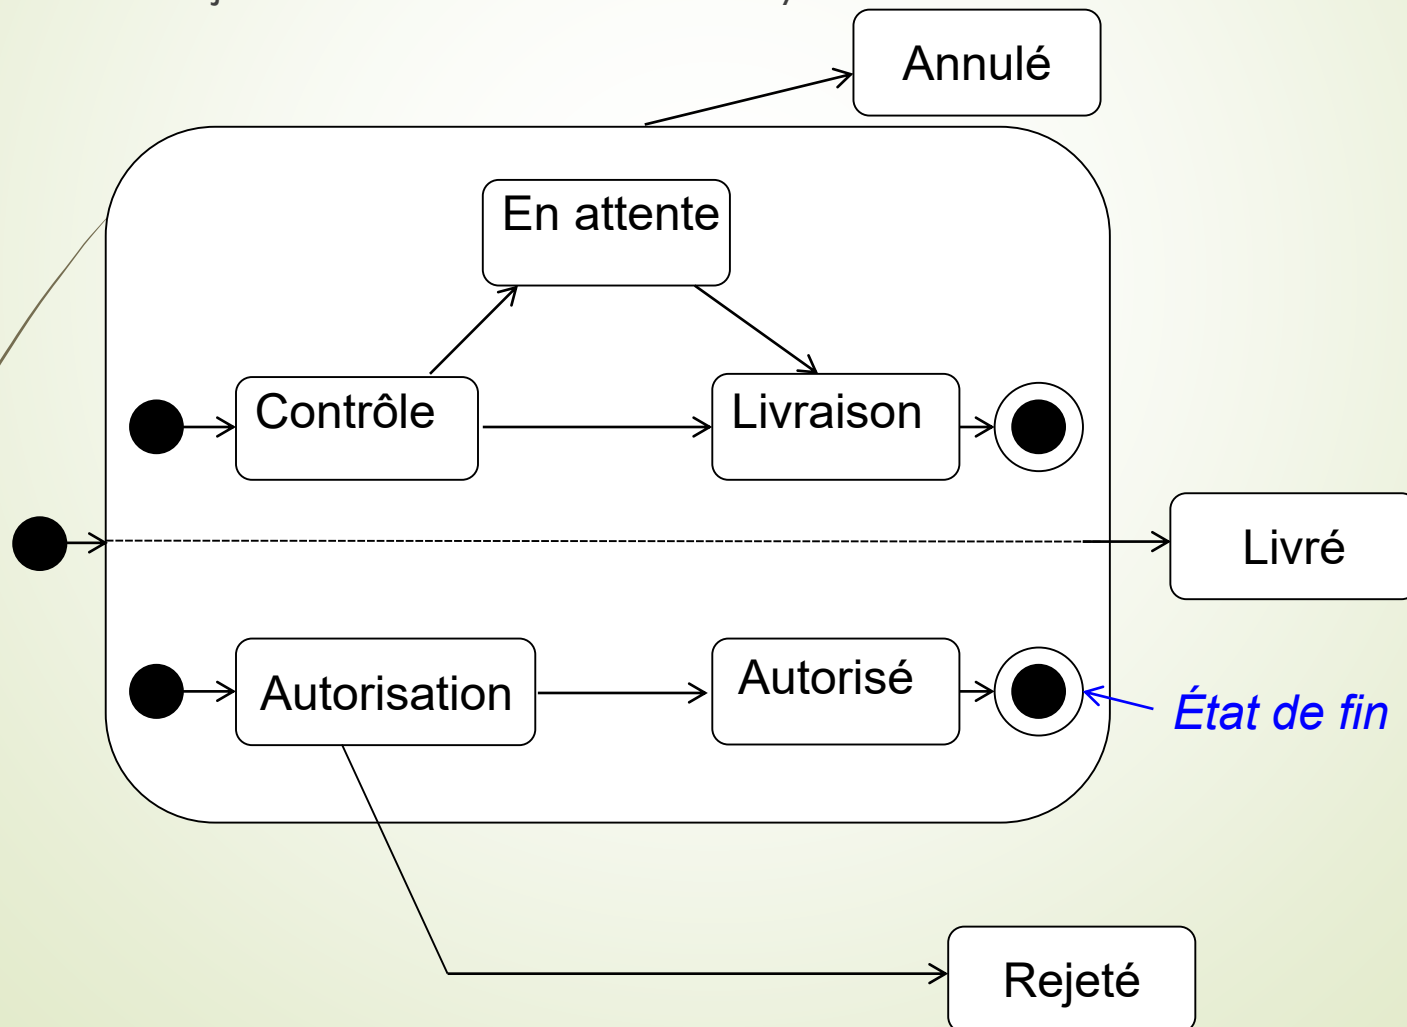 Annulé
En attente
Contrôle
Livraison
Livré
Autorisation
Autorisé
État de fin
Rejeté